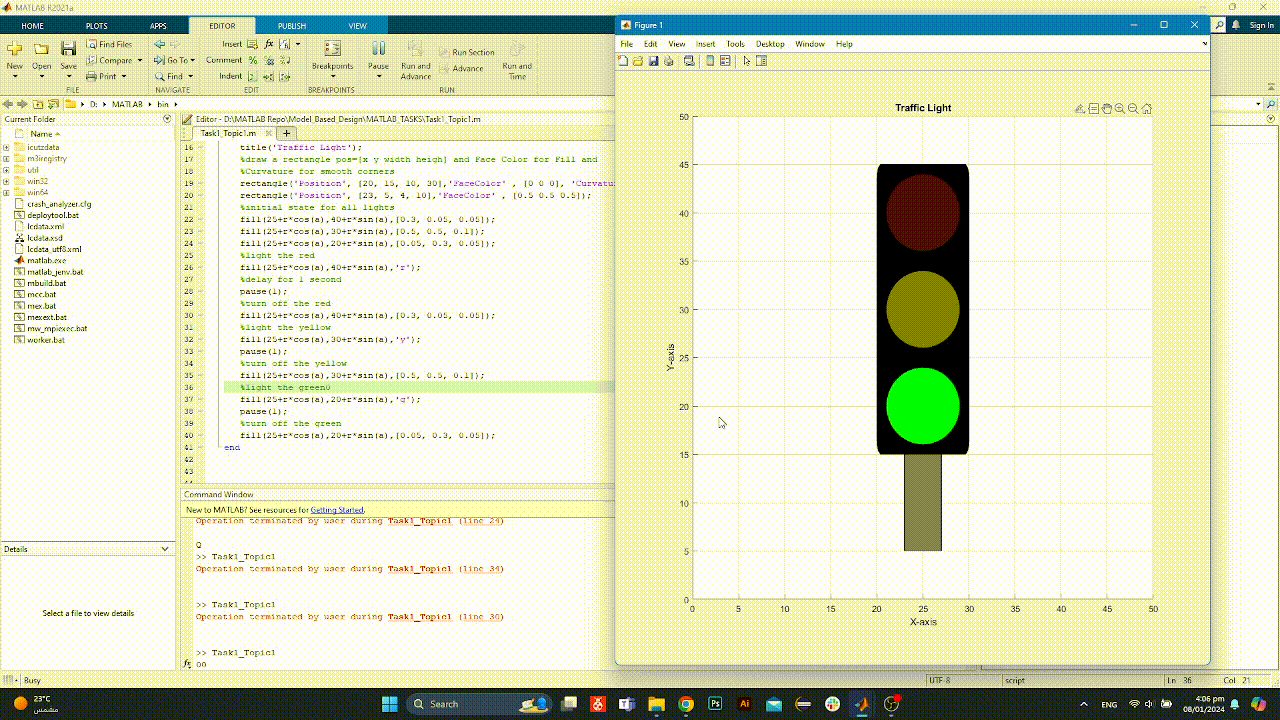 MATLAB R2021a
HOME PLOTS APPS EDITOR PUBLISH VIEW
Sign In
New Open Save
Find Files
Compare
Print
Go To
Find
Insert
Comment
Indent
Breakpoints Pause
Run and Advance
Run Section
Advance
Run and Time
FILE NAVIGATE EDIT BREAKPOINTS RUN
D: MATLAB bin
Current Folder
Name
icutzdata
m3iregistry
util
win32
win64
crash_analyzer.cfg
deploytool.bat
lcdata.xml
lcdata.xsd
lcdata_utf8.xml
matlab.exe
matlab_jenv.bat
mbuild.bat
mcc.bat
mex.bat
mexext.bat
mw_mpiexec.bat
worker.bat
Details
Select a file to view details
Editor - D:\MATLAB Repo\Model_Based_Design\MATLAB_TASKS\Task1_Topic1.m
Task1_Topic1.m
16 title('Traffic Light');
17 %draw a rectangle pos=[x y width heigh] and Face Color for Fill and
18 %Curvature for smooth corners
19 rectangle('Position', [20, 15, 10, 30],'FaceColor' , [0 0 0], 'Curvatu
20 rectangle('Position', [23, 5, 4, 10],'FaceColor' , [0.5 0.5 0.5]);
21 %initial state for all lights
22 fill(25+r*cos(a),40+r*sin(a),[0.3, 0.05, 0.05]);
23 fill(25+r*cos(a),30+r*sin(a),[0.5, 0.5, 0.1]);
24 fill(25+r*cos(a),20+r*sin(a),[0.05, 0.3, 0.05]);
25 %light the red
26 fill(25+r*cos(a),40+r*sin(a),'r');
27 %delay for 1 second
28 pause(1);
29 %turn off the red
30 fill(25+r*cos(a),40+r*sin(a),[0.3, 0.05, 0.05]);
31 %light the yellow
32 fill(25+r*cos(a),30+r*sin(a),'y');
33 pause(1);
34 %turn off the yellow
35 fill(25+r*cos(a),30+r*sin(a),[0.5, 0.5, 0.1]);
36 %light the green0
37 fill(25+r*cos(a),20+r*sin(a),'g');
38 pause(1);
39 %turn off the green
40 fill(25+r*cos(a),20+r*sin(a),[0.05, 0.3, 0.05]);
41 end
42
43
Command Window
New to MATLAB? See resources for Getting Started.
Operation terminated by user during Task1_Topic1 (line 24)
Q
>> Task1_Topic1
Operation terminated by user during Task1_Topic1 (line 34)
>> Task1_Topic1
Operation terminated by user during Task1_Topic1 (line 30)
>> Task1_Topic1
fx oo
Figure 1
File Edit View Insert Tools Desktop Window Help
Traffic Light
50
45
40
35
30
25
20
15
10
5
0
Y-axis
0 5 10 15 20 25 30 35 40 45 50
X-axis
Busy
UTF-8 script Ln 36 Col 21
23°C
مشمس
Search
ENG
4:06 pm
08/01/2024